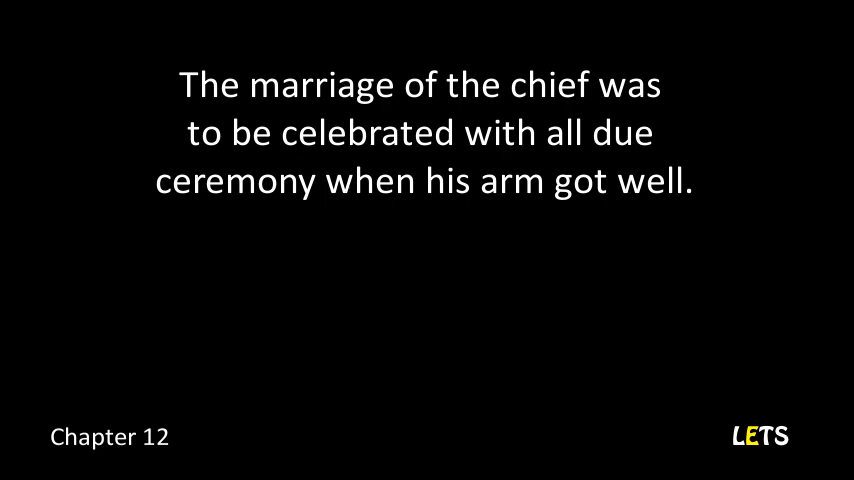 The marriage of the chief was
to be celebrated with all due
ceremony when his arm got well.
Chapter 12
LETS